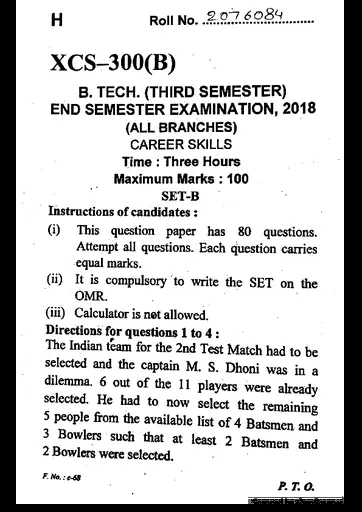 H
Roll No. 2076084
XCS–300(B)
B. TECH. (THIRD SEMESTER)
END SEMESTER EXAMINATION, 2018
(ALL BRANCHES)
CAREER SKILLS
Time : Three Hours
Maximum Marks : 100
SET-B
Instructions of candidates :
(i) This question paper has 80 questions.
Attempt all questions. Each question carries
equal marks.
(ii) It is compulsory to write the SET on the
OMR.
(iii) Calculator is not allowed.
Directions for questions 1 to 4 :
The Indian team for the 2nd Test Match had to be
selected and the captain M. S. Dhoni was in a
dilemma. 6 out of the 11 players were already
selected. He had to now select the remaining
5 people from the available list of 4 Batsmen and
3 Bowlers such that at least 2 Batsmen and
2 Bowlers were selected.
F. No. : c-68
P. T. O.